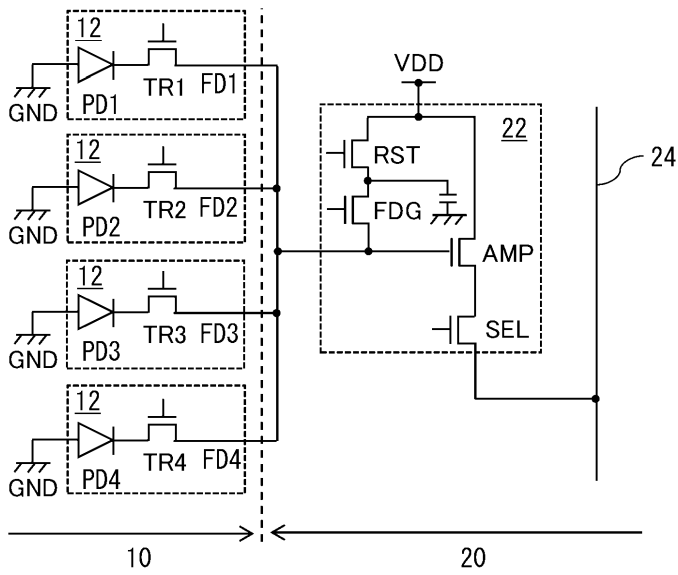 12
GND
PD1
TR1
FD1
12
GND
PD2
TR2
FD2
12
GND
PD3
TR3
FD3
12
GND
PD4
TR4
FD4
VDD
22
RST
FDG
AMP
SEL
24
10
20